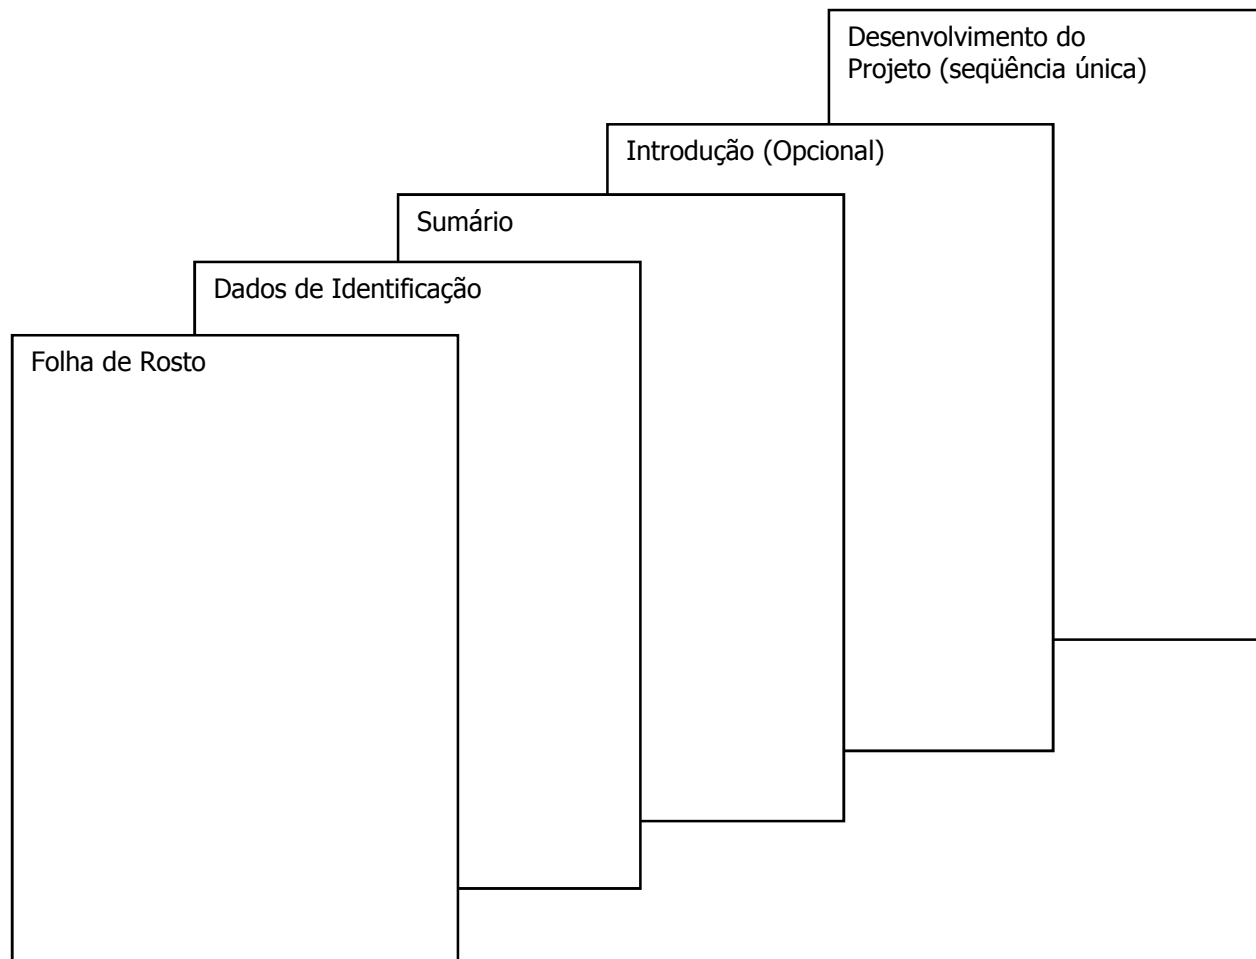 Desenvolvimento do
Projeto (seqüência única)
Introdução (Opcional)
Sumário
Dados de Identificação
Folha de Rosto